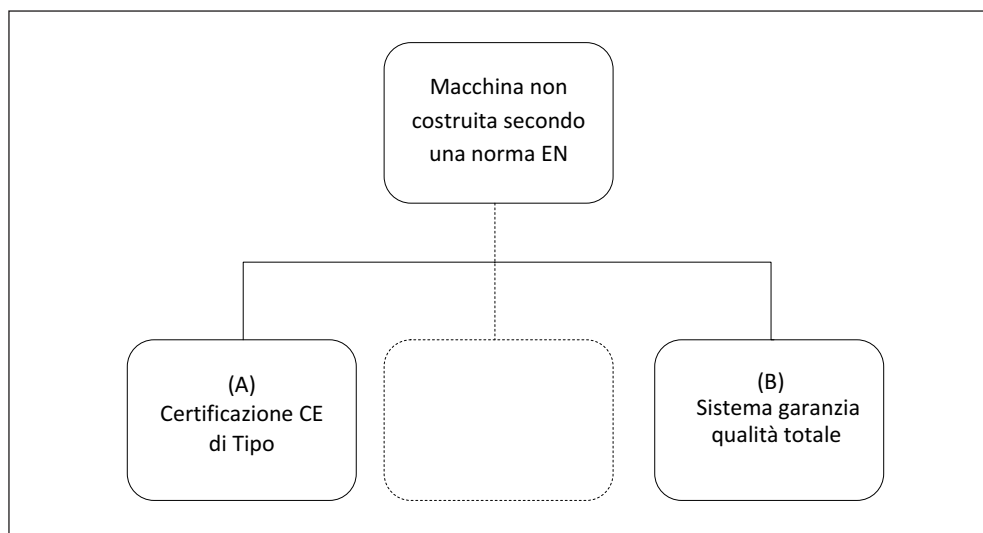 Macchina non
costruita secondo
una norma EN
(A)
Certificazione CE
di Tipo
(B)
Sistema garanzia
qualità totale